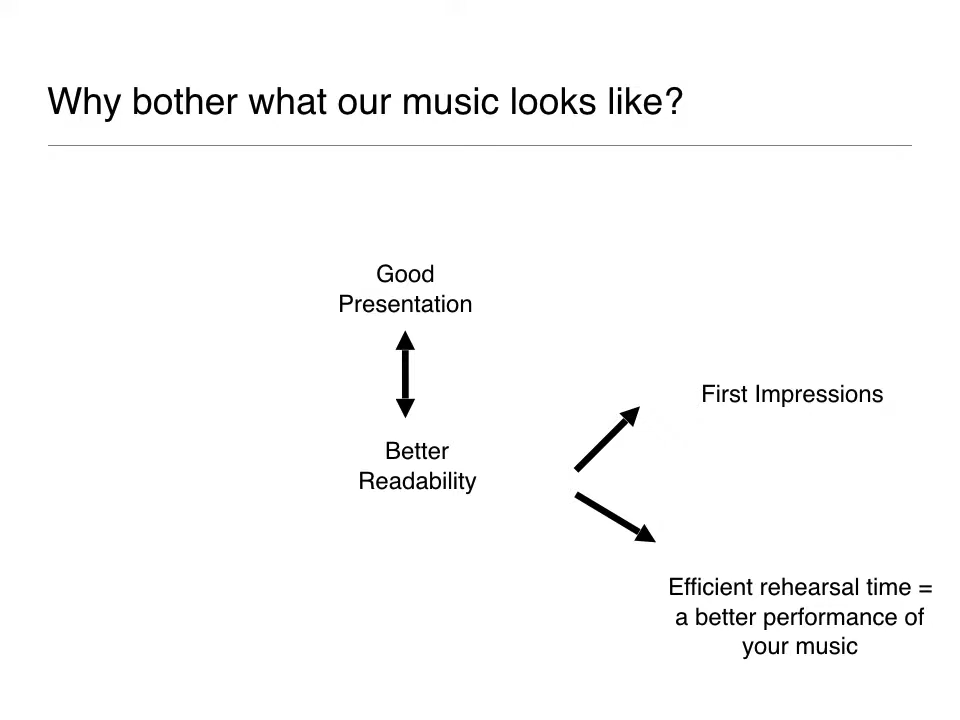 Why bother what our music looks like?
Good
Presentation
Better
Readability
First Impressions
Efficient rehearsal time =
a better performance of
your music